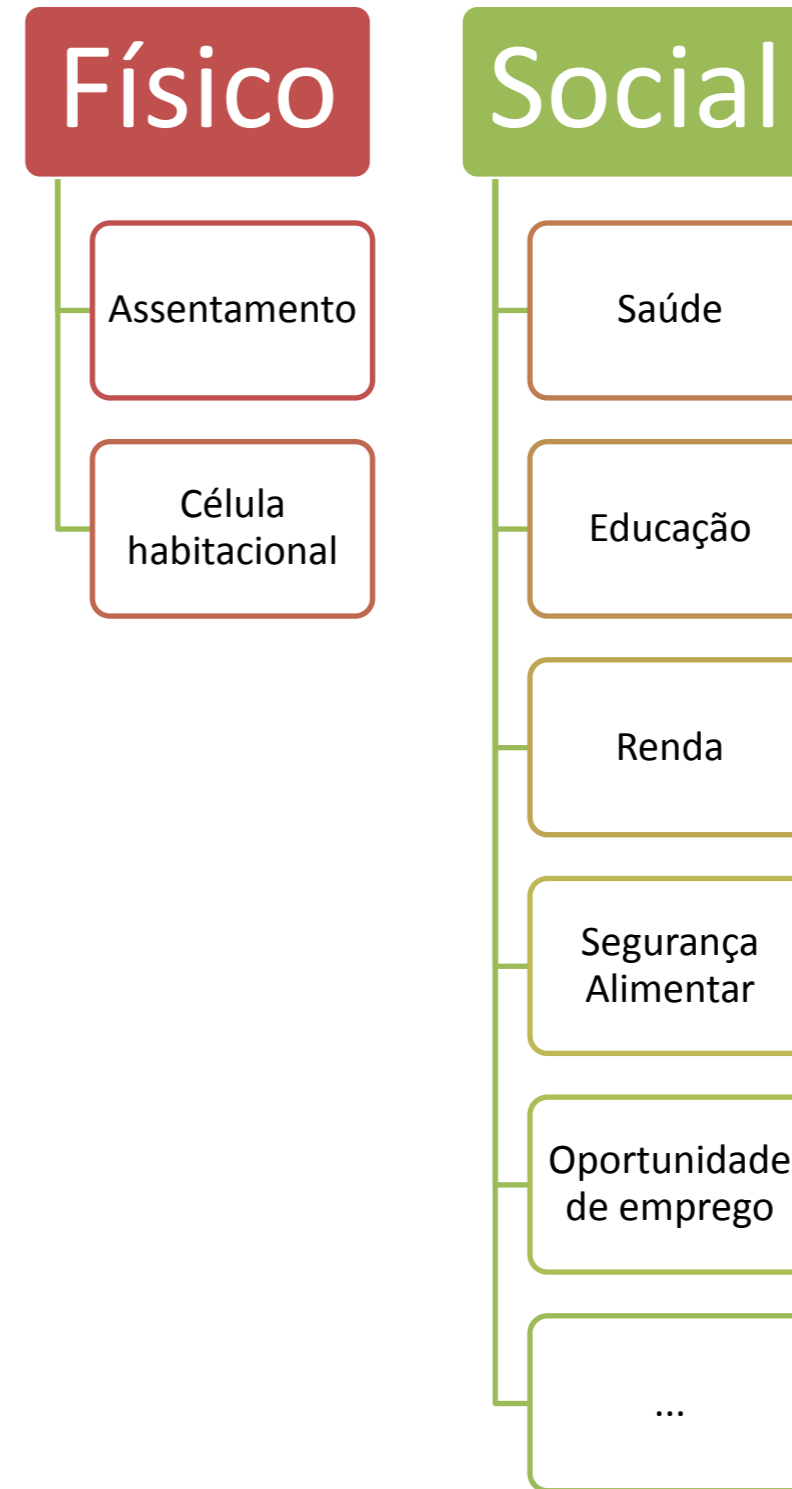 Físico
Assentamento
Célula
habitacional
Social
Saúde
Educação
Renda
Segurança
Alimentar
Oportunidade
de emprego
...